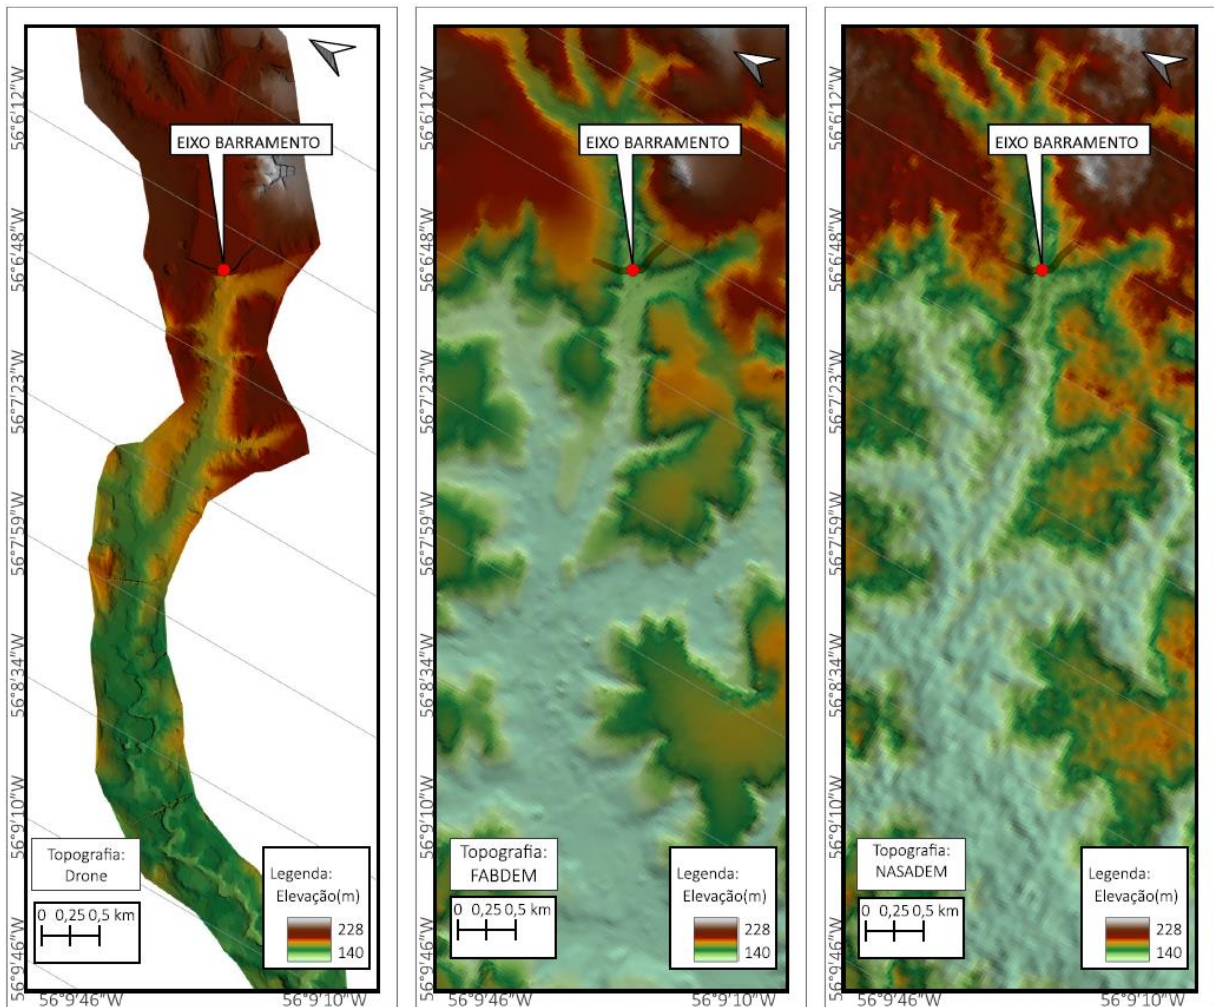 EIXO BARRAMENTO
56°6'12"W
56°6'48"W
56°7'23"W
56°7'59"W
56°8'34"W
56°9'10"W
56°9'46"W
Topografia:
Drone
0 0,25 0,5 km
Legenda:
Elevação(m)
228
140
56°9'46"W
56°9'10"W
EIXO BARRAMENTO
56°6'12"W
56°6'48"W
56°7'23"W
56°7'59"W
56°8'34"W
56°9'10"W
56°9'46"W
Topografia:
FABDEM
0 0,25 0,5 km
Legenda:
Elevação(m)
228
140
56°9'46"W
56°9'10"W
EIXO BARRAMENTO
56°6'12"W
56°6'48"W
56°7'23"W
56°7'59"W
56°8'34"W
56°9'10"W
56°9'46"W
Topografia:
NASADEM
0 0,25 0,5 km
Legenda:
Elevação(m)
228
140
56°9'46"W
56°9'10"W